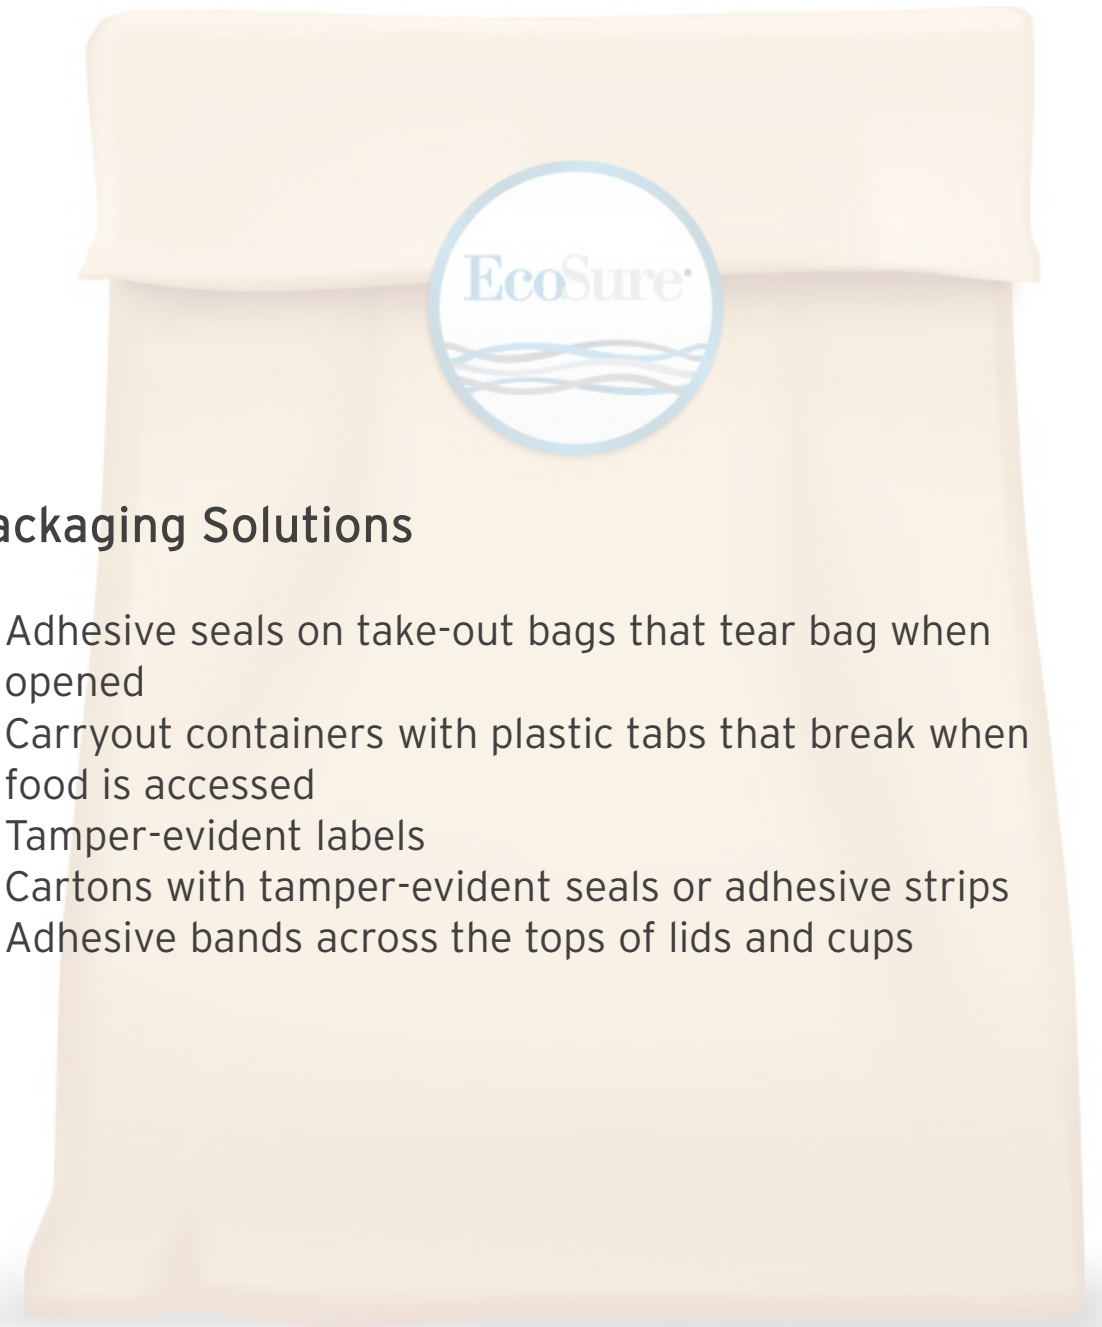 EcoSure
ackaging Solutions
Adhesive seals on take-out bags that tear bag when
opened
Carryout containers with plastic tabs that break when
food is accessed
Tamper-evident labels
Cartons with tamper-evident seals or adhesive strips
Adhesive bands across the tops of lids and cups